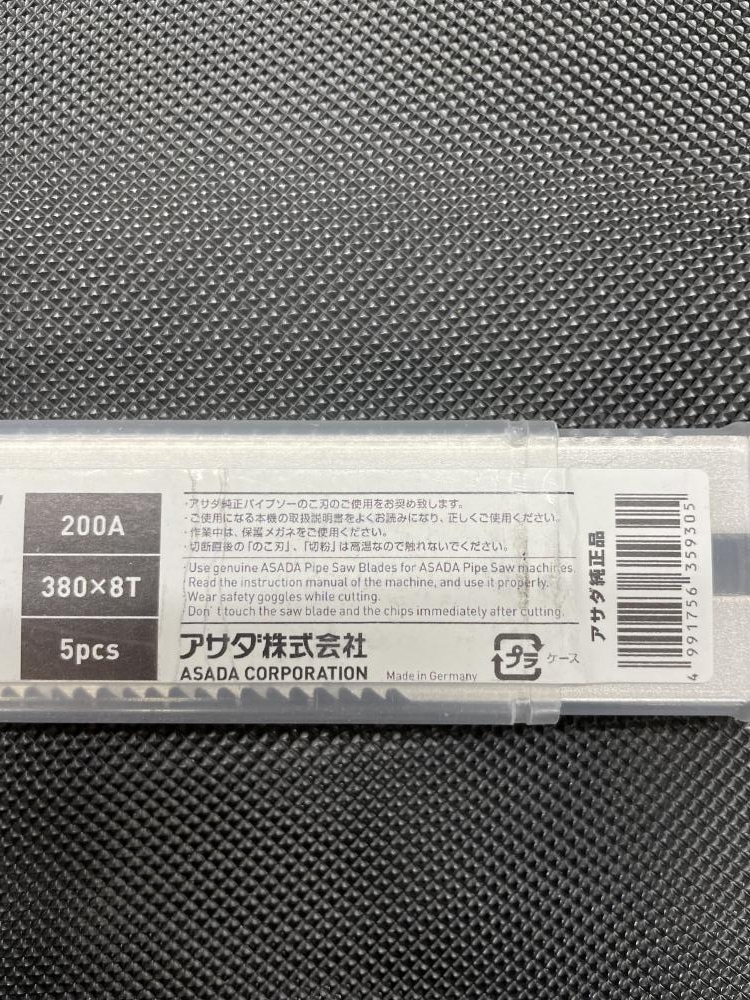 200A
380×8T
5pcs
・アサダ純正パイプソーのこ刃のご使用をお奨め致します。
・ご使用になる本機の取扱説明書をよくお読みになり、正しくご使用ください。
・作業中は、保護メガネをご使用ください。
・切断直後の「のこ刃」、「切粉」は高温なので触れないでください。
・Use genuine ASADA Pipe Saw Blades for ASADA Pipe Saw machines.
Read the instruction manual of the machine, and use it properly.
Wear safety goggles while cutting.
Don't touch the saw blade and the chips immediately after cutting.
アサダ株式会社
ASADA CORPORATION
Made in Germany
プラ
ケース
アサダ純正品
4 991756 359305